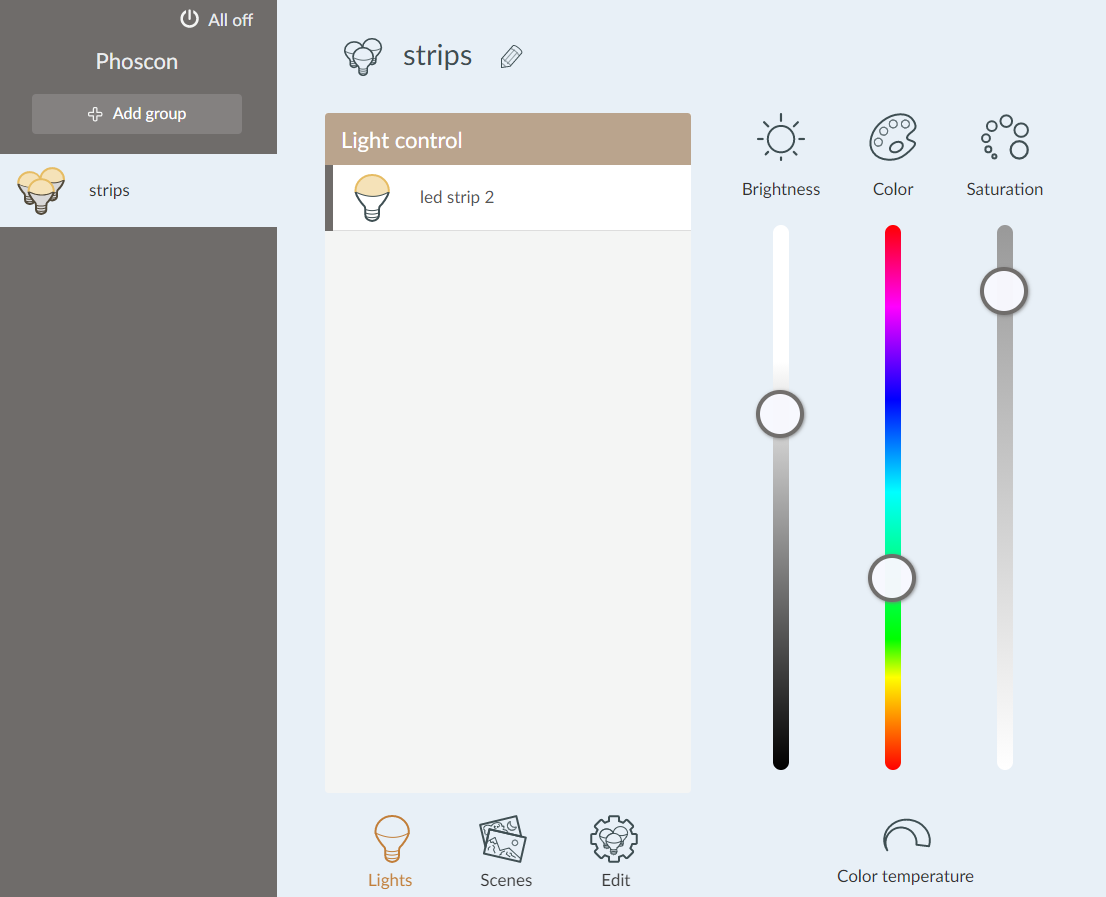 All off
Phoscon
Add group
strips
strips
Light control
led strip 2
Brightness
Color
Saturation
Lights
Scenes
Edit
Color temperature